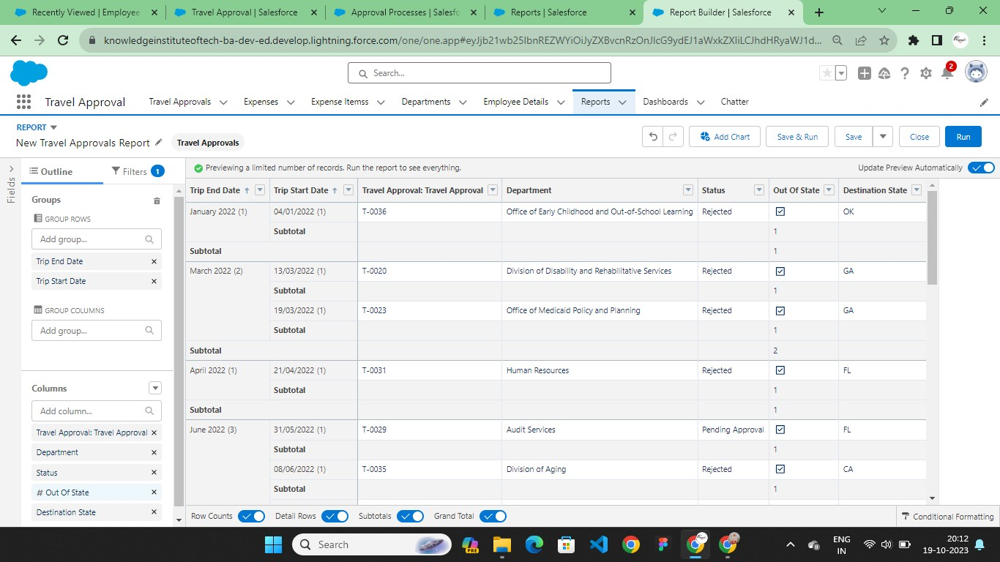 Recently Viewed | Employee
Travel Approval | Salesforce
Approval Processes | Salesfo
Reports | Salesforce
Report Builder | Salesforce
knowledgeinstituteoftech-ba-dev-ed.develop.lightning.force.com/one/one.app#
Search...
2
Travel Approval
Travel Approvals
Expenses
Expense Itemss
Departments
Employee Details
Reports
Dashboards
Chatter
REPORT
New Travel Approvals Report
Travel Approvals
Add Chart
Save & Run
Save
Close
Run
Fields
Outline
Filters 1
Previewing a limited number of records. Run the report to see everything.
Update Preview Automatically
Groups
GROUP ROWS
Add group...
Trip End Date
Trip Start Date
GROUP COLUMNS
Add group...
Columns
Add column...
Travel Approval: Travel Approval
Department
Status
# Out Of State
Destination State
Trip End Date Trip Start Date Travel Approval: Travel Approval Department Status Out Of State Destination State
January 2022 (1) 04/01/2022 (1) T-0036 Office of Early Childhood and Out-of-School Learning Rejected OK
Subtotal 1
Subtotal 1
March 2022 (2) 13/03/2022 (1) T-0020 Division of Disability and Rehabilitative Services Rejected GA
Subtotal 1
19/03/2022 (1) T-0023 Office of Medicaid Policy and Planning Rejected GA
Subtotal 1
Subtotal 2
April 2022 (1) 21/04/2022 (1) T-0031 Human Resources Rejected FL
Subtotal 1
Subtotal 1
June 2022 (3) 31/05/2022 (1) T-0029 Audit Services Pending Approval FL
Subtotal 1
08/06/2022 (1) T-0035 Division of Aging Rejected CA
Subtotal 1
Row Counts
Detail Rows
Subtotals
Grand Total
Conditional Formatting
Search
PRE
ENG
IN
20:12
19-10-2023